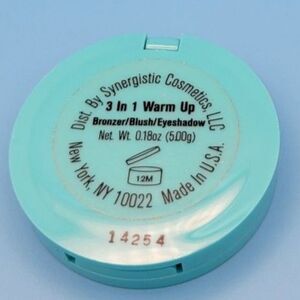 Dist. By Synergistic Cosmetics, LLC
3 In 1 Warm Up
Bronzer/Blush/Eyeshadow
Net. Wt. 0.18oz (5.00g)
12M
New York, NY 10022 Made In U.S.A.
14254